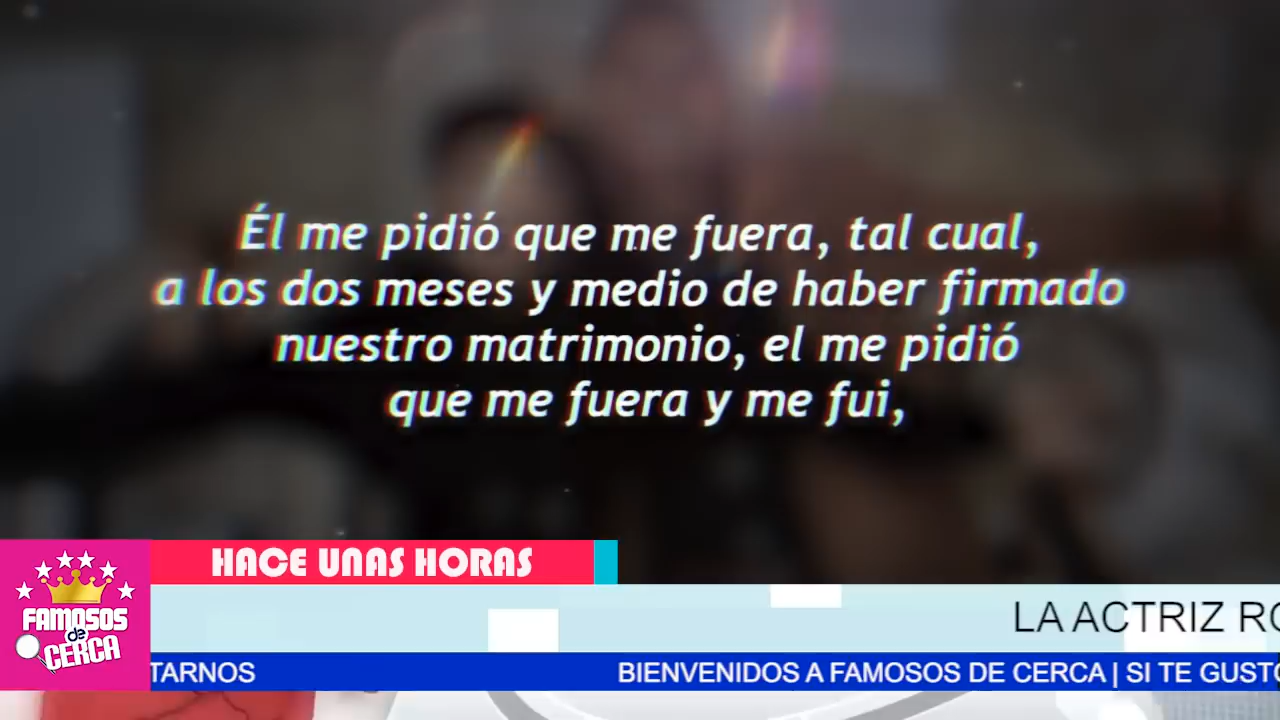 Él me pidió que me fuera, tal cual,
a los dos meses y medio de haber firmado
nuestro matrimonio, el me pidió
que me fuera y me fui,
HACE UNAS HORAS
FAMOSOS
de
CERCA
LA ACTRIZ
TARNOS BIENVENIDOS A FAMOSOS DE CERCA | SI TE